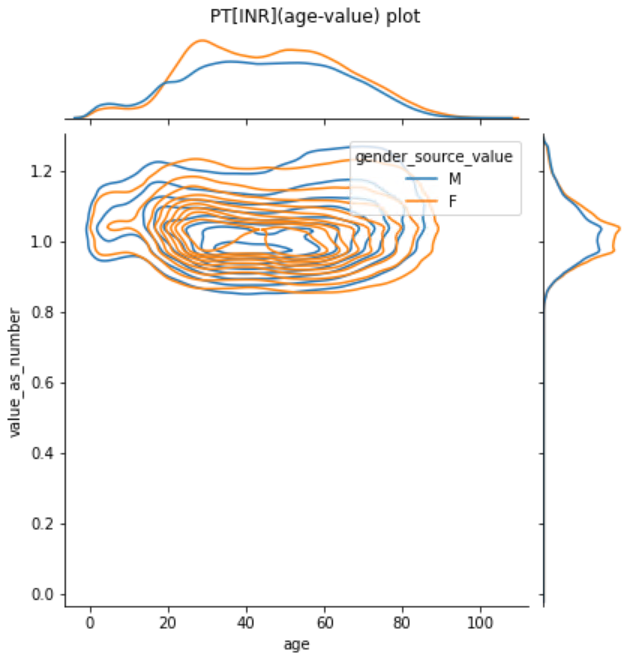 PT[INR](age-value) plot
gender_source_value
M
F
value_as_number
1.2
1.0
0.8
0.6
0.4
0.2
0.0
0 20 40 60 80 100
age